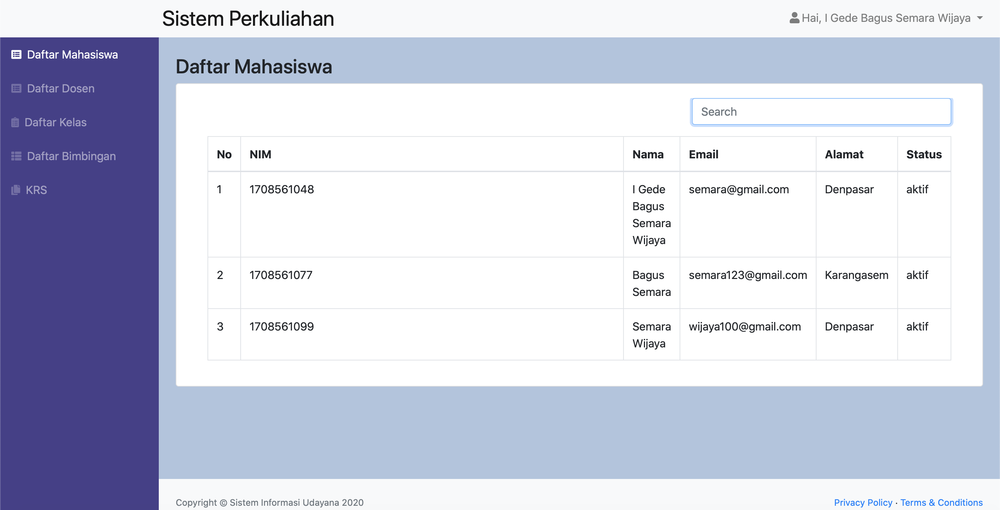 Sistem Perkuliahan
Hai, I Gede Bagus Semara Wijaya
Daftar Mahasiswa
Daftar Dosen
Daftar Kelas
Daftar Bimbingan
KRS
Daftar Mahasiswa
Search
No NIM Nama Email Alamat Status
1 1708561048 I Gede Bagus Semara Wijaya semara@gmail.com Denpasar aktif
2 1708561077 Bagus Semara semara123@gmail.com Karangasem aktif
3 1708561099 Semara Wijaya wijaya100@gmail.com Denpasar aktif
Copyright © Sistem Informasi Udayana 2020
Privacy Policy · Terms & Conditions